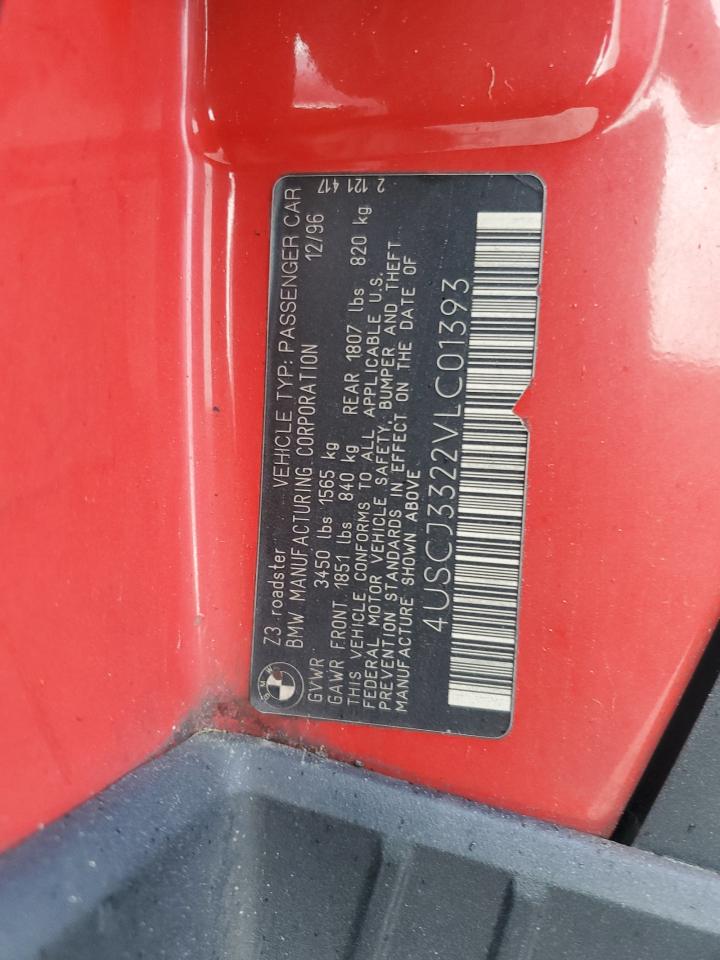 BMW
Z3 roadster VEHICLE TYP: PASSENGER CAR
BMW MANUFACTURING CORPORATION 12/96
GVWR 3450 lbs 1565 kg
GAWR FRONT 1851 lbs 840 kg REAR 1807 lbs 820 kg
THIS VEHICLE CONFORMS TO ALL APPLICABLE U.S.
FEDERAL MOTOR VEHICLE SAFETY, BUMPER AND THEFT
PREVENTION STANDARDS IN EFFECT ON THE DATE OF
MANUFACTURE SHOWN ABOVE
2 121 417
4USCJ3322VLC01393